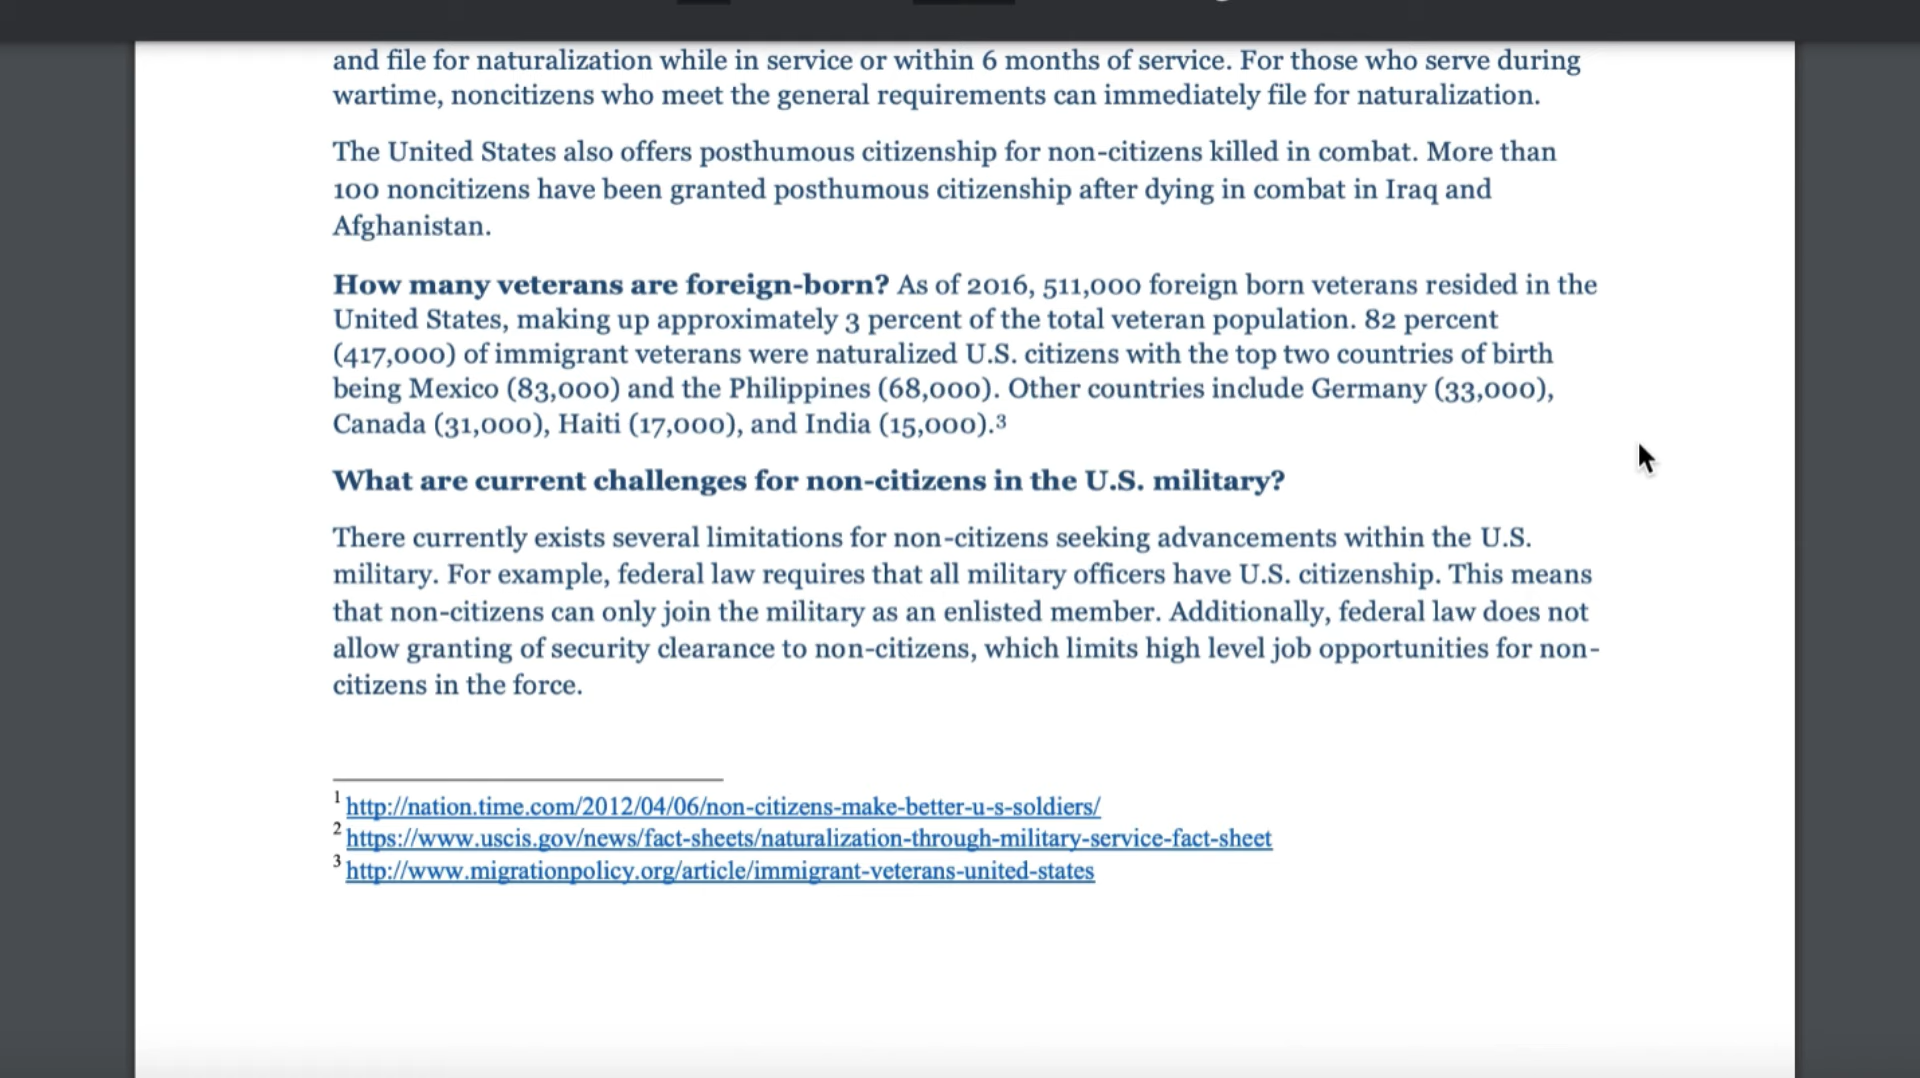 and file for naturalization while in service or within 6 months of service. For those who serve during
wartime, noncitizens who meet the general requirements can immediately file for naturalization.
The United States also offers posthumous citizenship for non-citizens killed in combat. More than
100 noncitizens have been granted posthumous citizenship after dying in combat in Iraq and
Afghanistan.
How many veterans are foreign-born? As of 2016, 511,000 foreign born veterans resided in the
United States, making up approximately 3 percent of the total veteran population. 82 percent
(417,000) of immigrant veterans were naturalized U.S. citizens with the top two countries of birth
being Mexico (83,000) and the Philippines (68,000). Other countries include Germany (33,000),
Canada (31,000), Haiti (17,000), and India (15,000).3
What are current challenges for non-citizens in the U.S. military?
There currently exists several limitations for non-citizens seeking advancements within the U.S.
military. For example, federal law requires that all military officers have U.S. citizenship. This means
that non-citizens can only join the military as an enlisted member. Additionally, federal law does not
allow granting of security clearance to non-citizens, which limits high level job opportunities for non-
citizens in the force.
1 http://nation.time.com/2012/04/06/non-citizens-make-better-u-s-soldiers/
2 https://www.uscis.gov/news/fact-sheets/naturalization-through-military-service-fact-sheet
3 http://www.migrationpolicy.org/article/immigrant-veterans-united-states